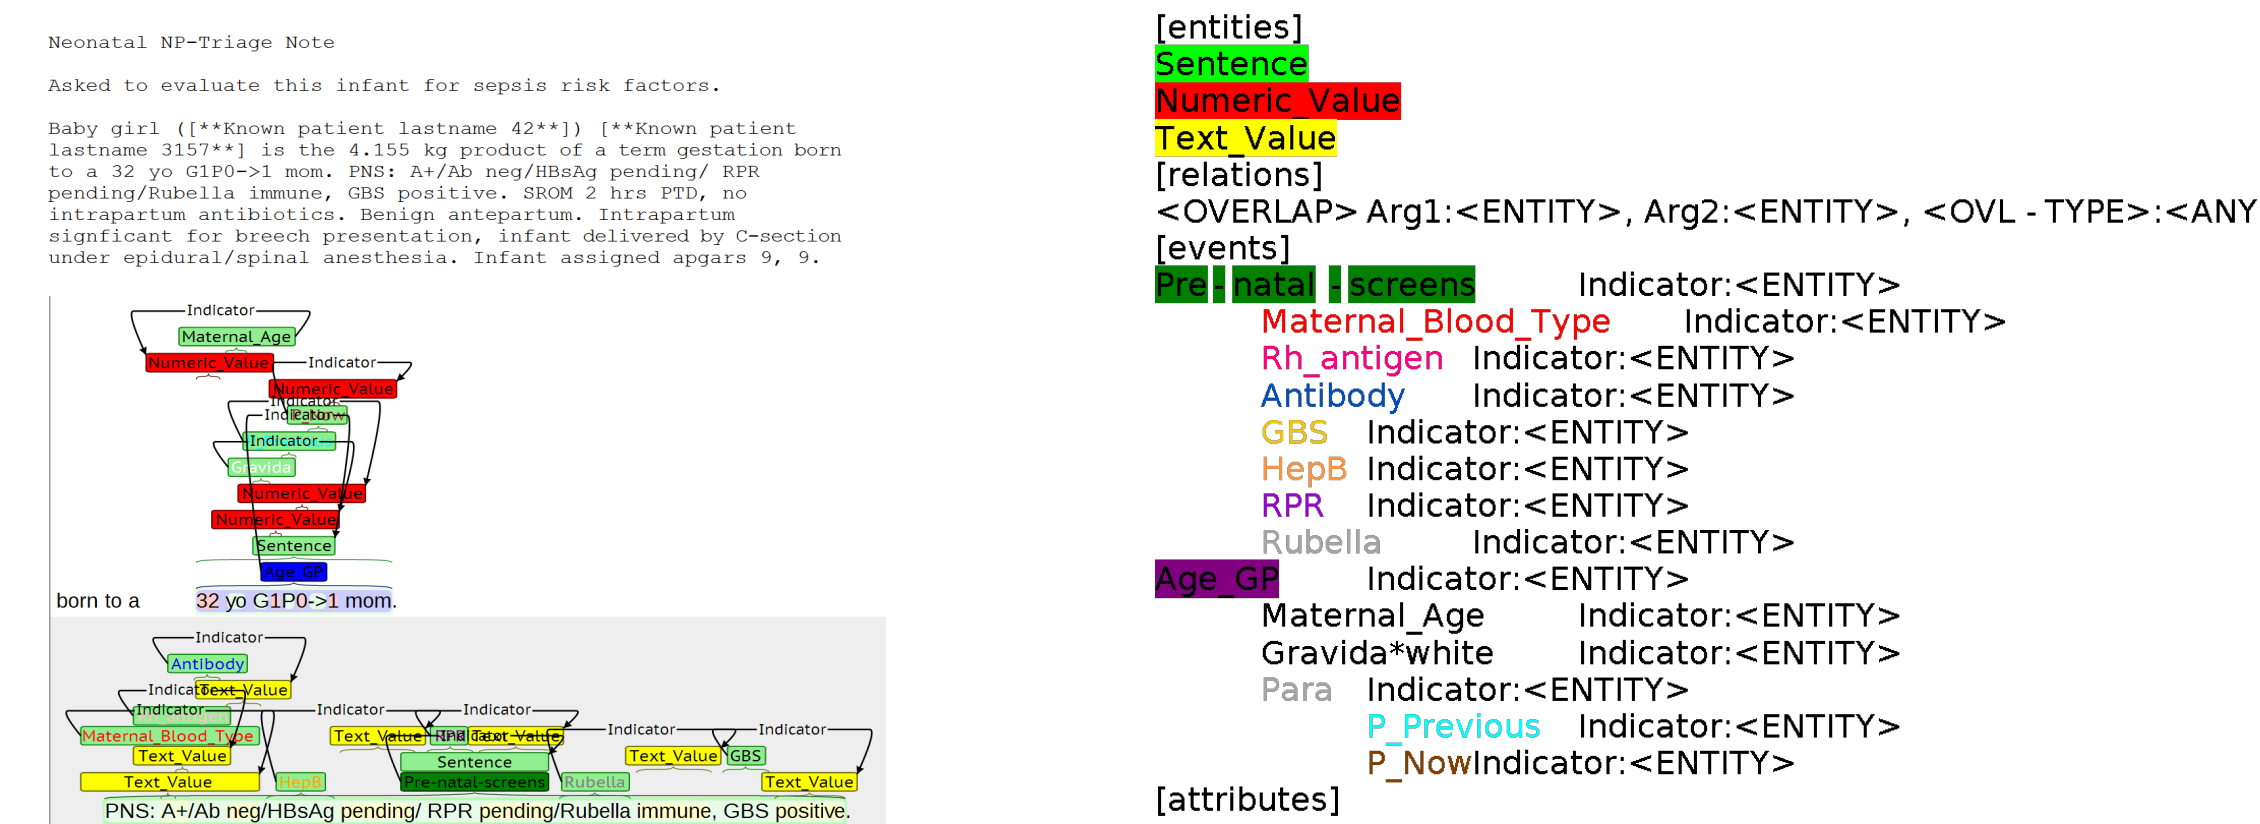 Neonatal NP-Triage Note
Asked to evaluate this infant for sepsis risk factors.
Baby girl ([**Known patient lastname 42**]) [**Known patient
lastname 3157**] is the 4.155 kg product of a term gestation born
to a 32 yo G1P0->1 mom. PNS: A+/Ab neg/HBsAg pending/ RPR
pending/Rubella immune, GBS positive. SROM 2 hrs PTD, no
intrapartum antibiotics. Benign antepartum. Intrapartum
signficant for breech presentation, infant delivered by C-section
under epidural/spinal anesthesia. Infant assigned apgars 9, 9.
Indicator
Maternal_Age
Numeric_Value Indicator
Numeric_Value
Indicator
Indicator P_Now
Indicator
Gravida
Numeric_Value
Numeric_Value
Sentence
Age_GP
born to a 32 yo G1P0->1 mom.
Indicator
Antibody
Indicator Text_Value
Rh_antigen
Indicator Indicator Indicator
Indicator Indicator
Maternal_Blood_Type Text_Value RPR Indicator Text_Value
Text_Value Sentence Text_Value GBS
Text_Value HepB Pre-natal-screens Rubella Text_Value
PNS: A+/Ab neg/HBsAg pending/ RPR pending/Rubella immune, GBS positive.
[entities]
Sentence
Numeric_Value
Text_Value
[relations]
<OVERLAP> Arg1:<ENTITY>, Arg2:<ENTITY>, <OVL - TYPE>:<ANY
[events]
Pre - natal - screens Indicator:<ENTITY>
Maternal_Blood_Type Indicator:<ENTITY>
Rh_antigen Indicator:<ENTITY>
Antibody Indicator:<ENTITY>
GBS Indicator:<ENTITY>
HepB Indicator:<ENTITY>
RPR Indicator:<ENTITY>
Rubella Indicator:<ENTITY>
Age_GP Indicator:<ENTITY>
Maternal_Age Indicator:<ENTITY>
Gravida*white Indicator:<ENTITY>
Para Indicator:<ENTITY>
P_Previous Indicator:<ENTITY>
P_NowIndicator:<ENTITY>
[attributes]